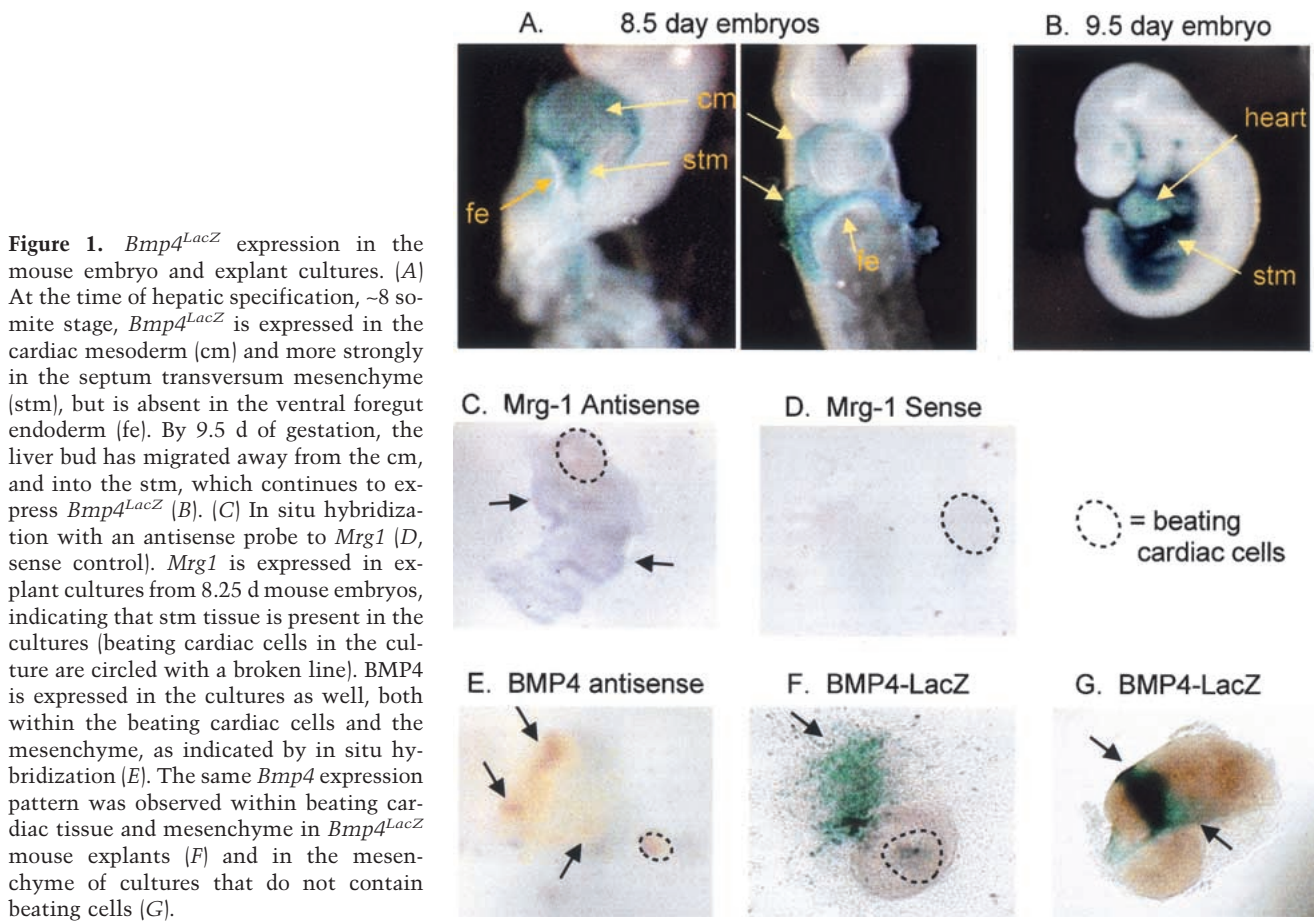 Figure 1. Bmp4LacZ expression in the
mouse embryo and explant cultures. (A)
At the time of hepatic specification, ~8 so-
mite stage, Bmp4LacZ is expressed in the
cardiac mesoderm (cm) and more strongly
in the septum transversum mesenchyme
(stm), but is absent in the ventral foregut
endoderm (fe). By 9.5 d of gestation, the
liver bud has migrated away from the cm,
and into the stm, which continues to ex-
press Bmp4LacZ (B). (C) In situ hybridiza-
tion with an antisense probe to Mrg1 (D,
sense control). Mrg1 is expressed in ex-
plant cultures from 8.25 d mouse embryos,
indicating that stm tissue is present in the
cultures (beating cardiac cells in the cul-
ture are circled with a broken line). BMP4
is expressed in the cultures as well, both
within the beating cardiac cells and the
mesenchyme, as indicated by in situ hy-
bridization (E). The same Bmp4 expression
pattern was observed within beating car-
diac tissue and mesenchyme in Bmp4LacZ
mouse explants (F) and in the mesen-
chyme of cultures that do not contain
beating cells (G).
A. 8.5 day embryos
cm
stm
fe
fe
B. 9.5 day embryo
heart
stm
C. Mrg-1 Antisense
D. Mrg-1 Sense
= beating
cardiac cells
E. BMP4 antisense
F. BMP4-LacZ
G. BMP4-LacZ